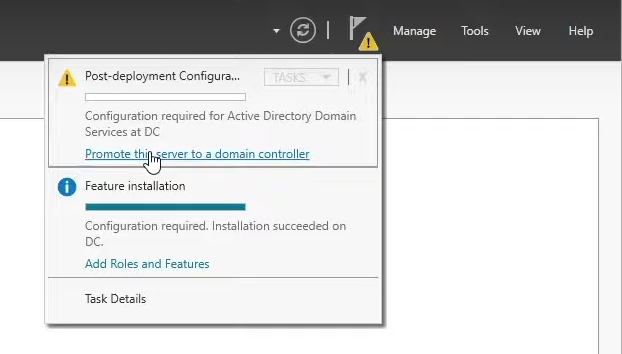 Manage Tools View Help
Post-deployment Configura... TASKS X
Configuration required for Active Directory Domain
Services at DC
Promote this server to a domain controller
Feature installation
Configuration required. Installation succeeded on
DC.
Add Roles and Features
Task Details